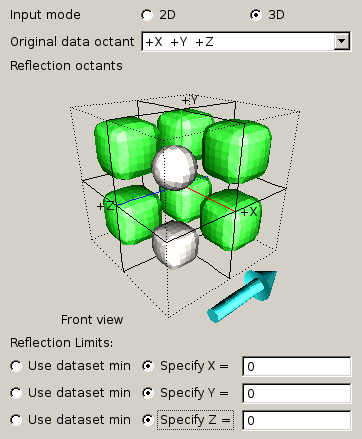 Input mode 2D 3D
Original data octant +X +Y +Z
Reflection octants
+Y
+Z
+X
Front view
Reflection Limits:
Use dataset min Specify X = 0
Use dataset min Specify Y = 0
Use dataset min Specify Z = 0